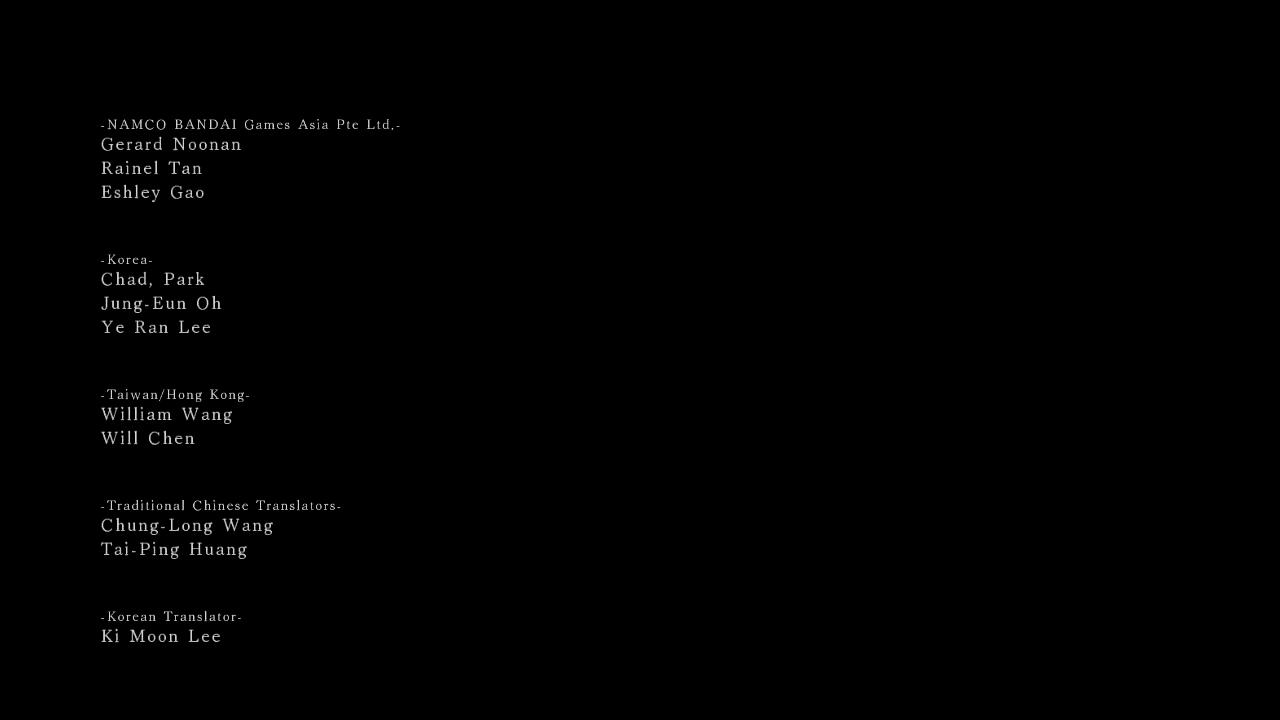 -NAMCO BANDAI Games Asia Pte Ltd.-
Gerard Noonan
Rainel Tan
Eshley Gao
-Korea-
Chad, Park
Jung-Eun Oh
Ye Ran Lee
-Taiwan/Hong Kong-
William Wang
Will Chen
-Traditional Chinese Translators-
Chung-Long Wang
Tai-Ping Huang
-Korean Translator-
Ki Moon Lee